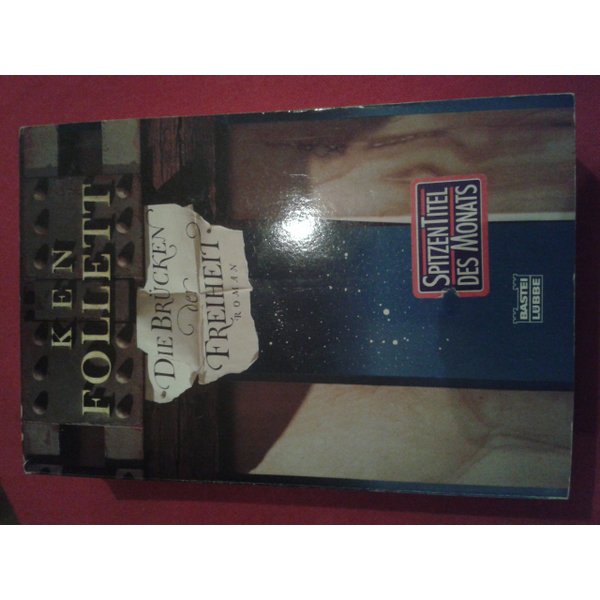 KEN
FOLLETT
DIE BRÜCKEN
der
FREIHEIT
ROMAN
SPITZENTITEL
DES MONATS
BASTEI
LÜBBE